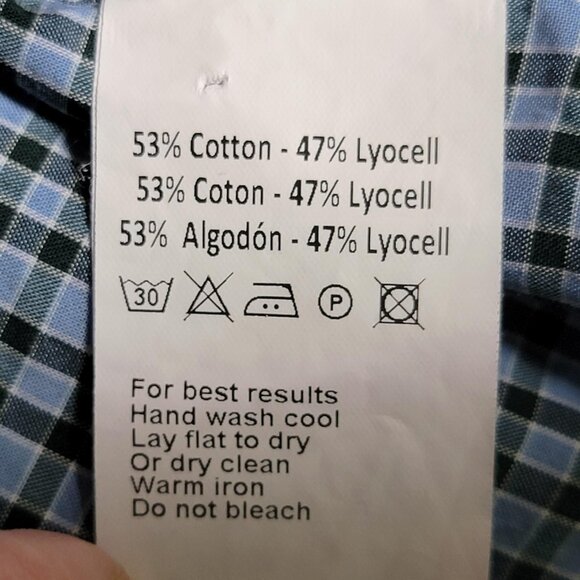 53% Cotton - 47% Lyocell
53% Coton - 47% Lyocell
53% Algodón - 47% Lyocell
30 P
For best results
Hand wash cool
Lay flat to dry
Or dry clean
Warm iron
Do not bleach